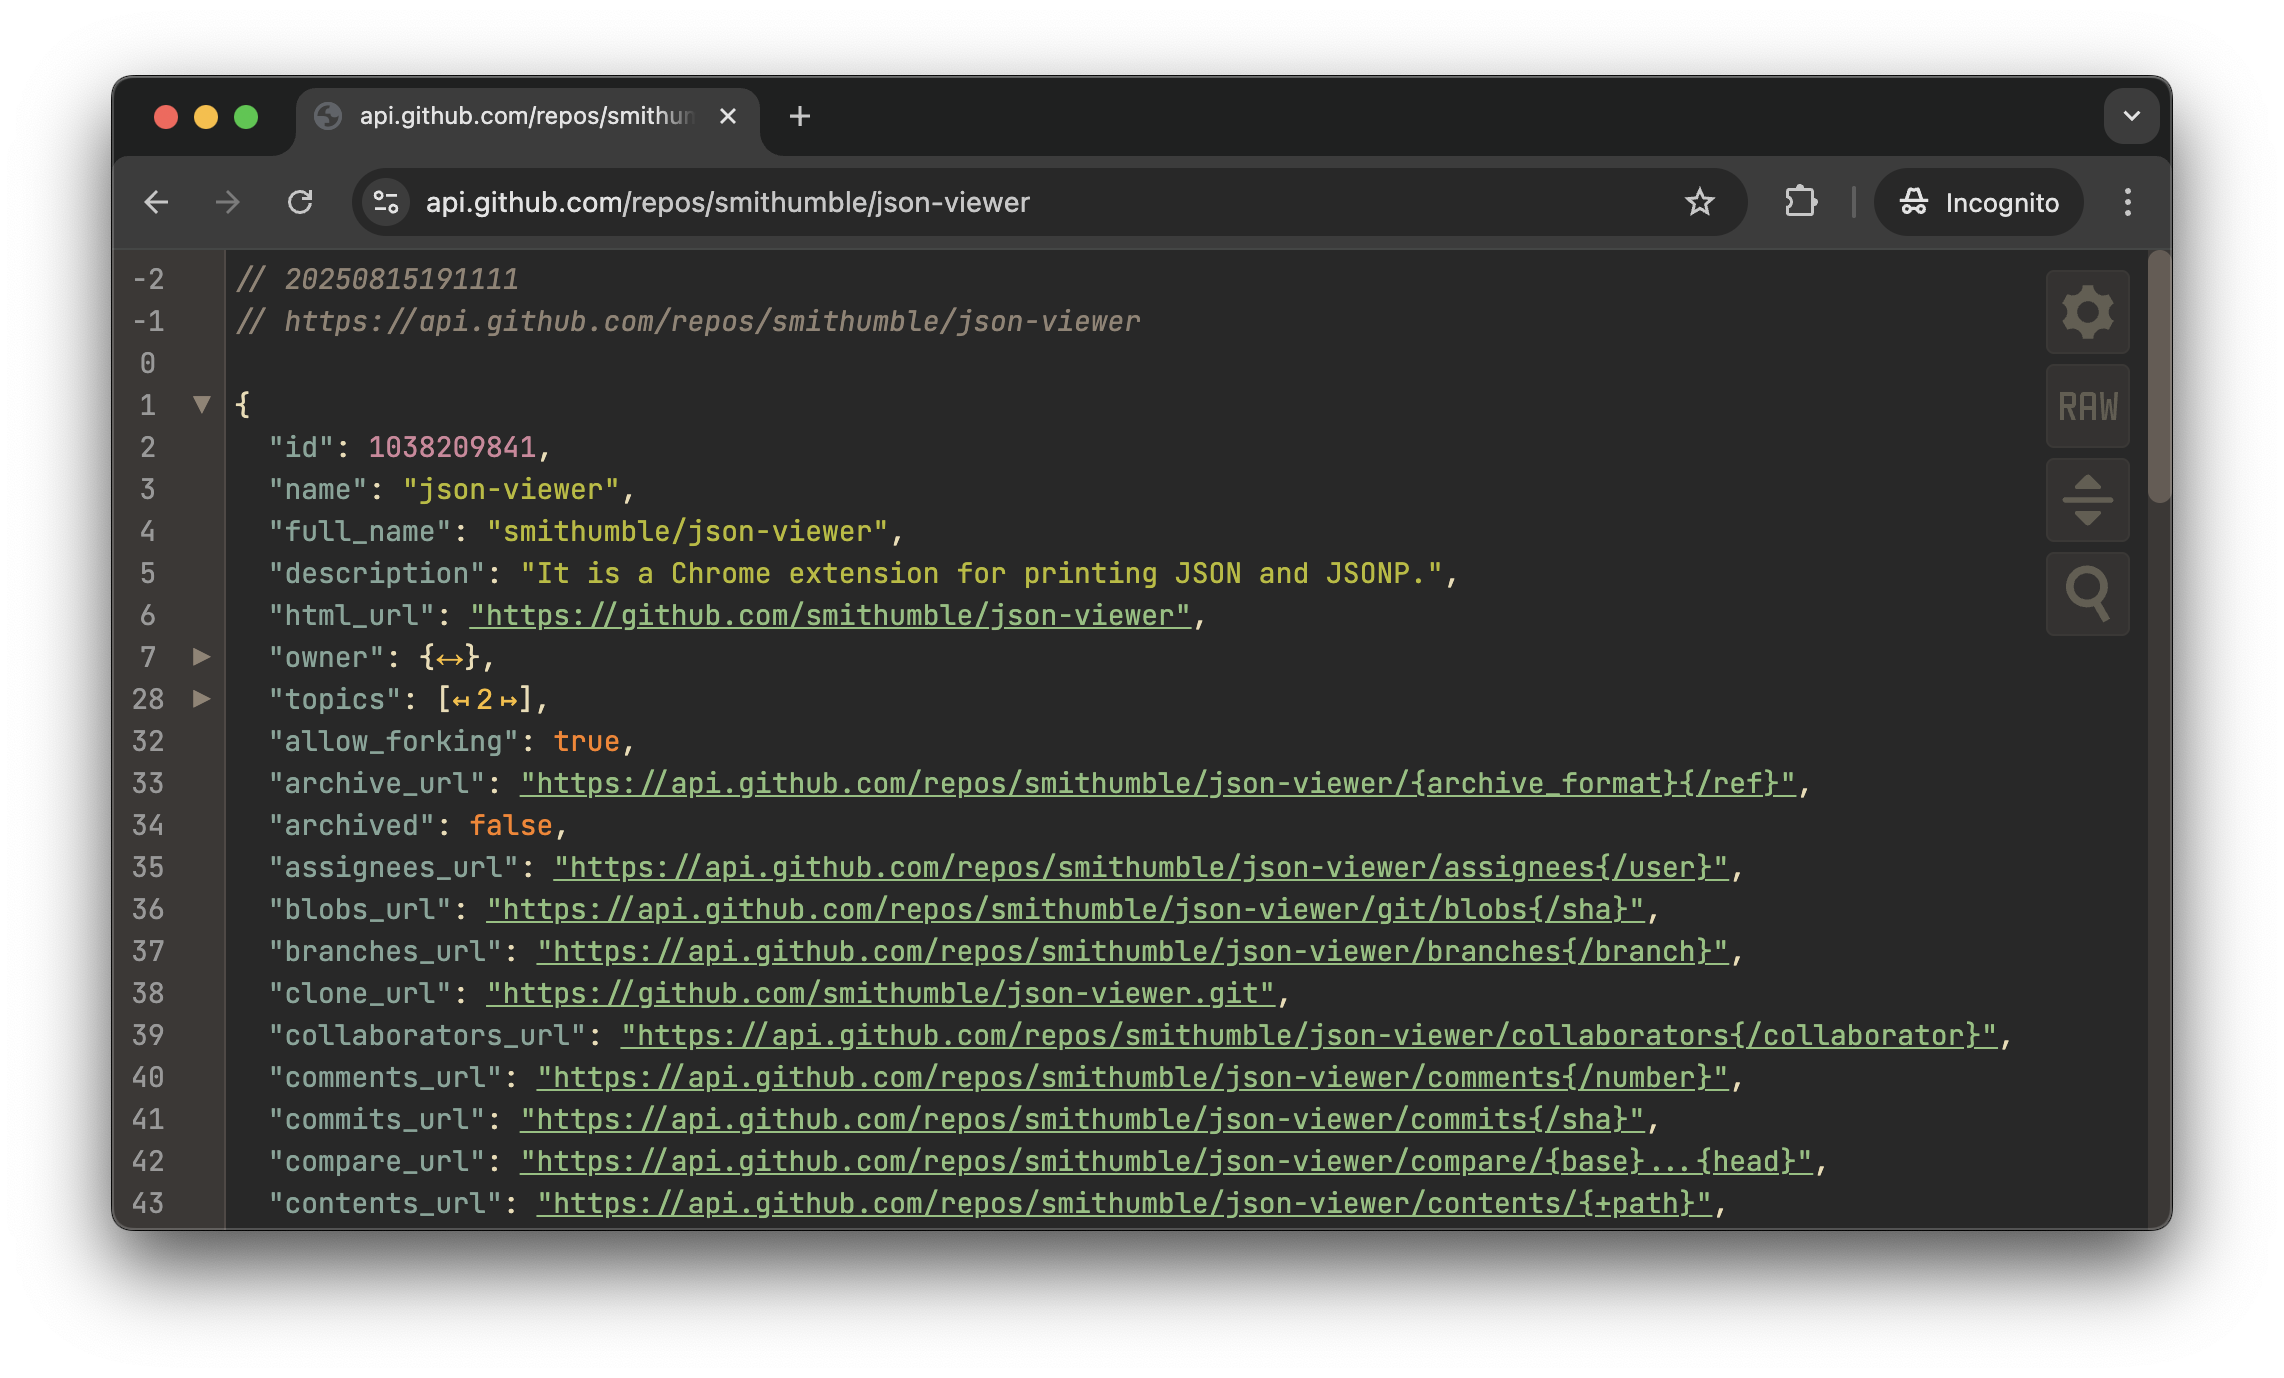 api.github.com/repos/smithum
api.github.com/repos/smithumble/json-viewer
Incognito
-2 // 20250815191111
-1 // https://api.github.com/repos/smithumble/json-viewer
0
1 ▼ {
2 "id": 1038209841,
3 "name": "json-viewer",
4 "full_name": "smithumble/json-viewer",
5 "description": "It is a Chrome extension for printing JSON and JSONP.",
6 "html_url": "https://github.com/smithumble/json-viewer",
7 ▶ "owner": {↔},
28 ▶ "topics": [↤ 2 ↦],
32 "allow_forking": true,
33 "archive_url": "https://api.github.com/repos/smithumble/json-viewer/{archive_format}{/ref}",
34 "archived": false,
35 "assignees_url": "https://api.github.com/repos/smithumble/json-viewer/assignees{/user}",
36 "blobs_url": "https://api.github.com/repos/smithumble/json-viewer/git/blobs{/sha}",
37 "branches_url": "https://api.github.com/repos/smithumble/json-viewer/branches{/branch}",
38 "clone_url": "https://github.com/smithumble/json-viewer.git",
39 "collaborators_url": "https://api.github.com/repos/smithumble/json-viewer/collaborators{/collaborator}",
40 "comments_url": "https://api.github.com/repos/smithumble/json-viewer/comments{/number}",
41 "commits_url": "https://api.github.com/repos/smithumble/json-viewer/commits{/sha}",
42 "compare_url": "https://api.github.com/repos/smithumble/json-viewer/compare/{base}...{head}",
43 "contents_url": "https://api.github.com/repos/smithumble/json-viewer/contents/{+path}",
RAW